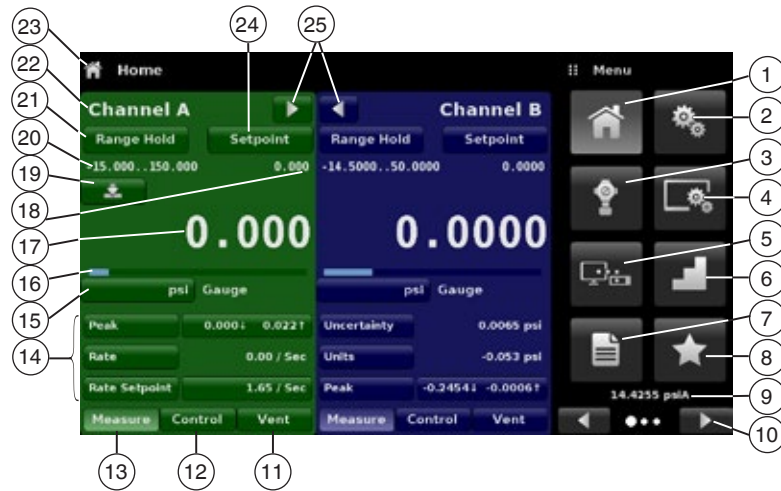 23
24
25
Home
Menu
22
Channel A
Channel B
1
21
Range Hold
Setpoint
Range Hold
Setpoint
2
20
-15.000..150.000
0.000
-14.5000..50.0000
0.0000
3
19
18
4
17
0.000
0.0000
5
16
6
15
psi Gauge
psi Gauge
7
14
Peak
0.000↓ 0.022↑
Uncertainty
0.0065 psi
Rate
0.00 / Sec
Units
-0.053 psi
8
Rate Setpoint
1.65 / Sec
Peak
-0.2454↓ -0.0006↑
14.4255 psiA
9
Measure
Control
Vent
Measure
Control
Vent
10
13
12
11